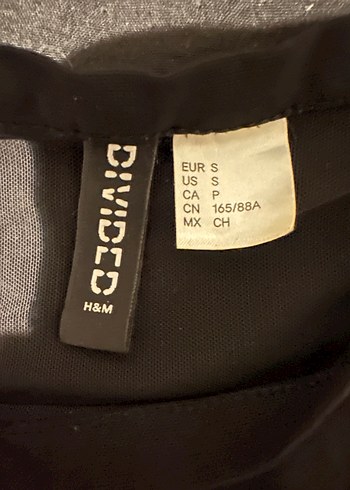 DIVIDED
H&M
EUR S
US S
CA P
CN 165/88A
MX CH